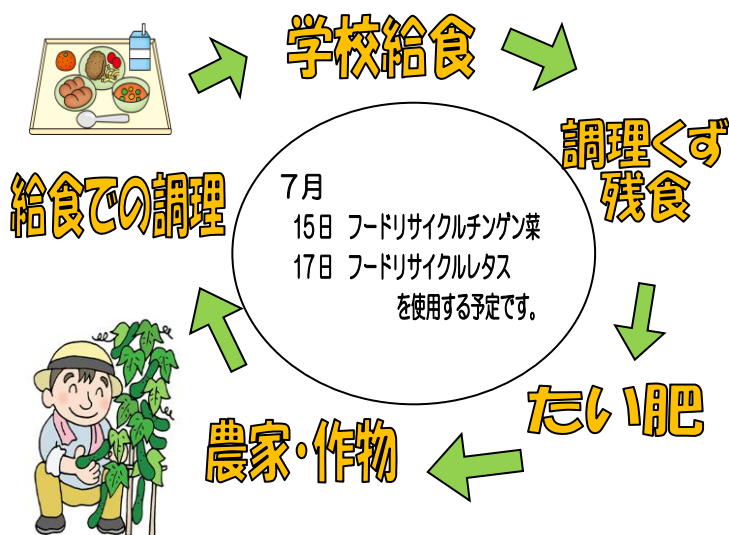 学校給食
調理くず
残食
たい肥
農家・作物
給食での調理
7月
15日 フードリサイクルチンゲン菜
17日 フードリサイクルレタス
を使用する予定です。